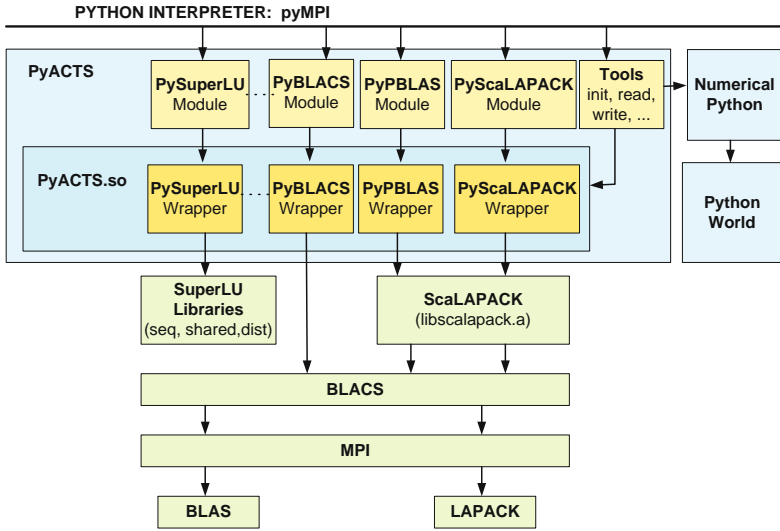 PYTHON INTERPRETER: pyMPI
PyACTS
PySuperLU
Module
PyBLACS
Module
PyPBLAS
Module
PyScaLAPACK
Module
Tools
init, read,
write, ...
Numerical
Python
PyACTS.so
PySuperLU
Wrapper
PyBLACS
Wrapper
PyPBLAS
Wrapper
PyScaLAPACK
Wrapper
Python
World
SuperLU
Libraries
(seq, shared,dist)
ScaLAPACK
(libscalapack.a)
BLACS
MPI
BLAS
LAPACK